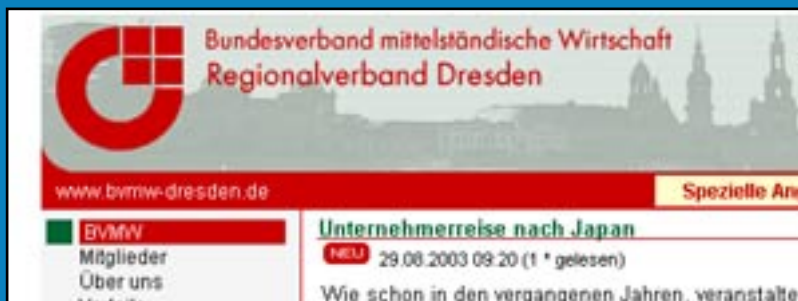 Bundesverband mittelständische Wirtschaft
Regionalverband Dresden
www.bvmw-dresden.de
Spezielle An
BVMW
Mitglieder
Über uns
Unternehmerreise nach Japan
NEU 29.08.2003 09:20 (1 * gelesen)
Wie schon in den vergangenen Jahren, veranstalte